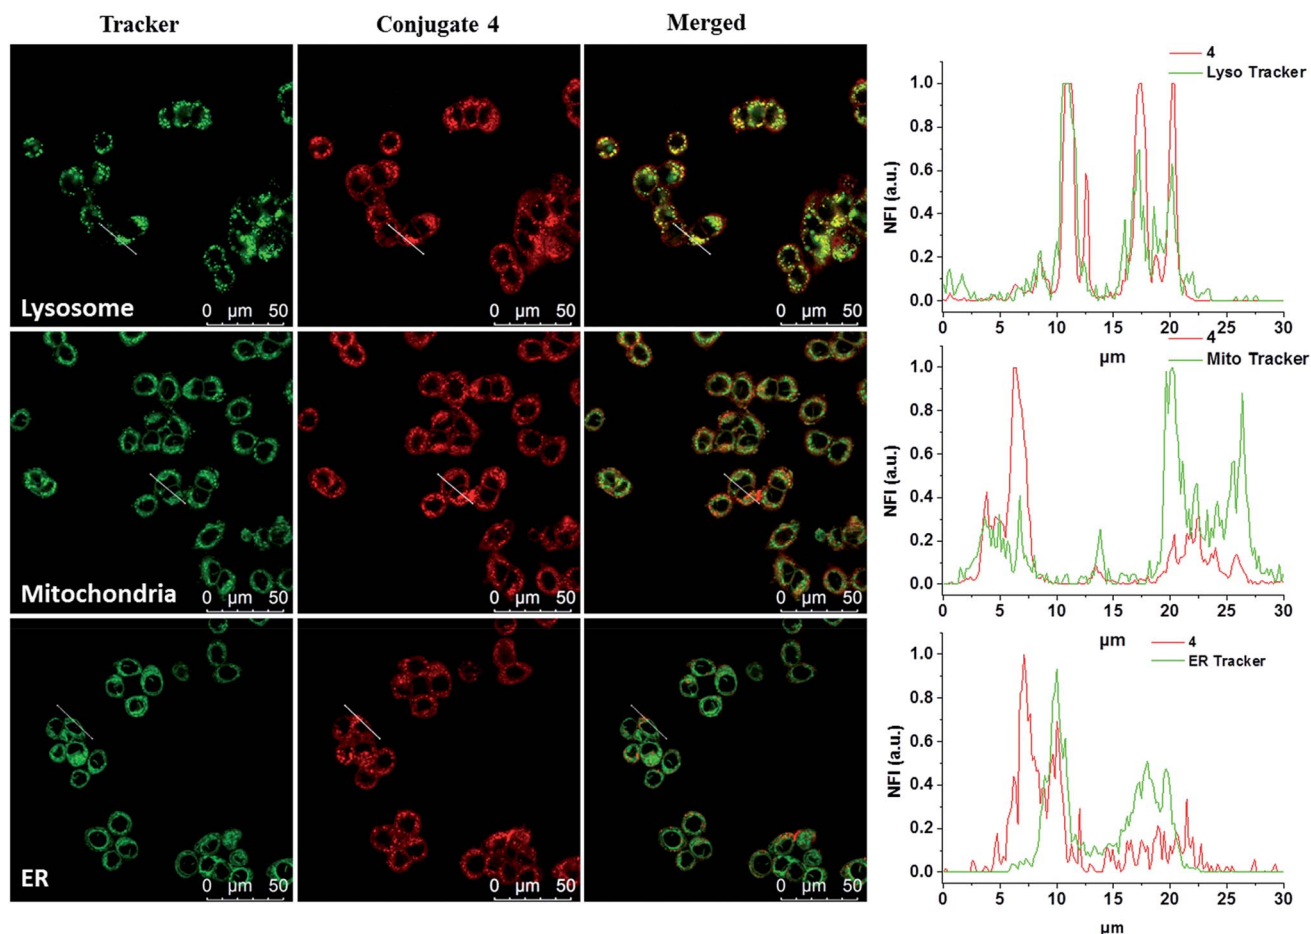 Tracker Conjugate 4 Merged
4
Lyso Tracker
1.0
0.8
0.6
0.4
0.2
0.0
NFI (a.u.)
Lysosome
0 µm 50
0 µm 50
0 µm 50
0 5 10 15 20 25 30
µm
4
Mito Tracker
1.0
0.8
0.6
0.4
0.2
0.0
NFI (a.u.)
Mitochondria
0 µm 50
0 µm 50
0 µm 50
0 5 10 15 20 25 30
µm
4
ER Tracker
1.0
0.8
0.6
0.4
0.2
0.0
NFI (a.u.)
ER
0 µm 50
0 µm 50
0 µm 50
0 5 10 15 20 25 30
µm